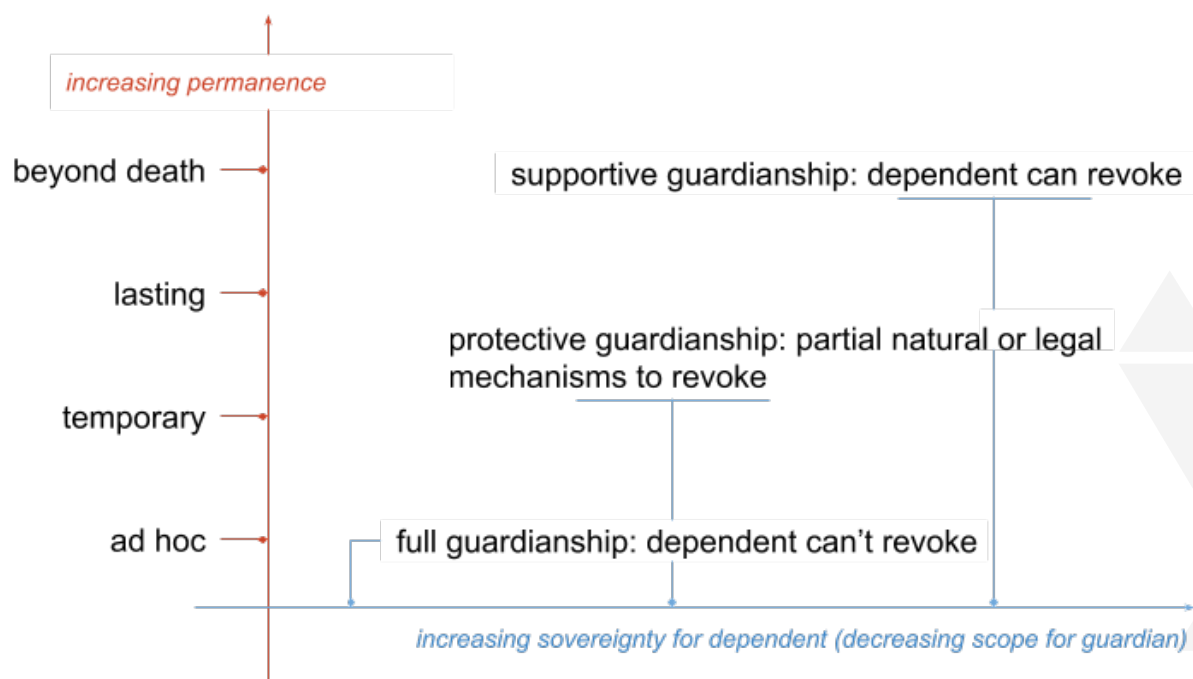 increasing permanence
beyond death
supportive guardianship: dependent can revoke
lasting
protective guardianship: partial natural or legal
mechanisms to revoke
temporary
ad hoc
full guardianship: dependent can’t revoke
increasing sovereignty for dependent (decreasing scope for guardian)